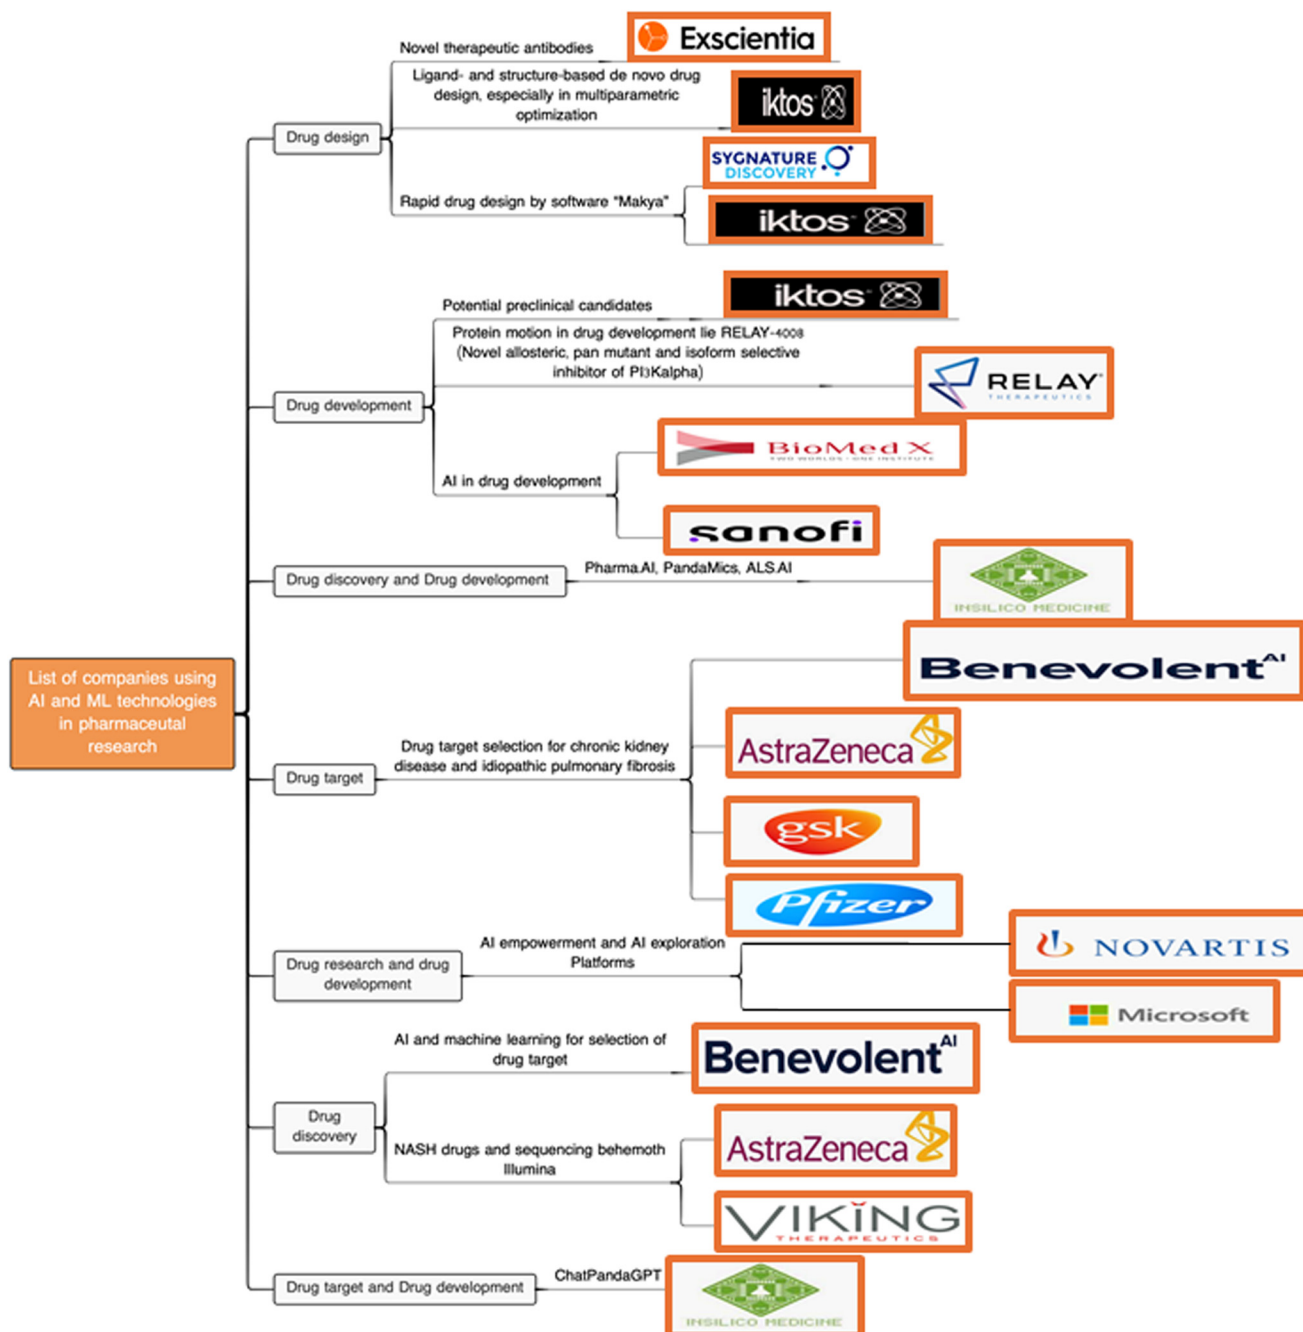 List of companies using
AI and ML technologies
in pharmaceutal
research
Drug design
Novel therapeutic antibodies
Exscientia
Ligand- and structure-based de novo drug
design, especially in multiparametric
optimization
iktos
Rapid drug design by software "Makya"
SYGNATURE
DISCOVERY
iktos
Drug development
Potential preclinical candidates
iktos
Protein motion in drug development lie RELAY-4008
(Novel allosteric, pan mutant and isoform selective
inhibitor of PI3Kalpha)
RELAY
THERAPEUTICS
AI in drug development
BioMed X
TWO WORLDS - ONE INSTITUTE
sanofi
Drug discovery and Drug development
Pharma.AI, PandaMics, ALS.AI
INSILICO MEDICINE
Drug target
Drug target selection for chronic kidney
disease and idiopathic pulmonary fibrosis
Benevolent AI
AstraZeneca
gsk
Pfizer
Drug research and drug
development
AI empowerment and AI exploration
Platforms
NOVARTIS
Microsoft
Drug
discovery
AI and machine learning for selection of
drug target
Benevolent AI
NASH drugs and sequencing behemoth
Illumina
AstraZeneca
VIKING
THERAPEUTICS
Drug target and Drug development
ChatPandaGPT
INSILICO MEDICINE